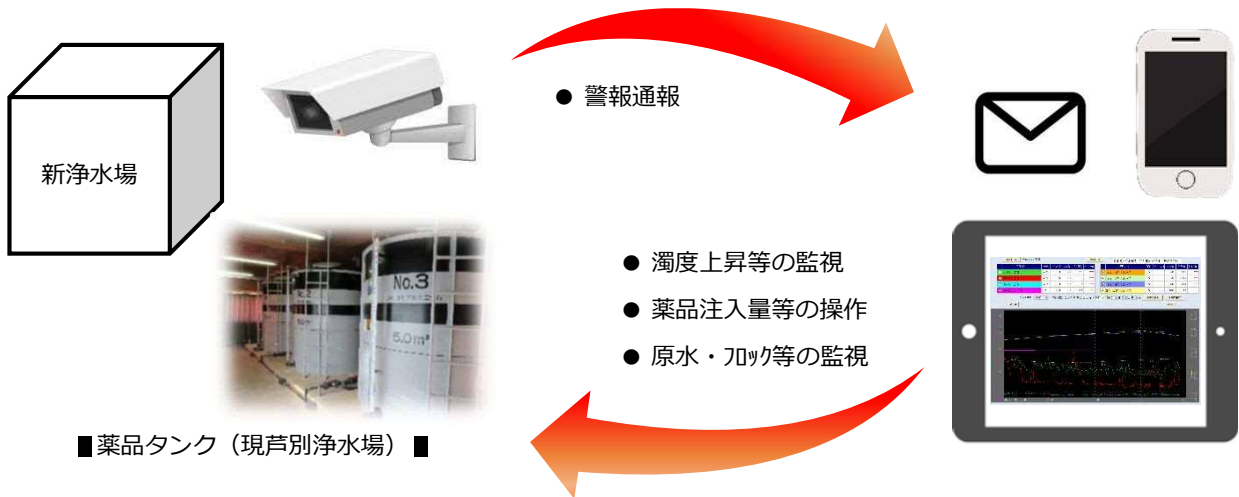 新浄水場
● 警報通報
No.3
5.0m³
● 濁度上昇等の監視
● 薬品注入量等の操作
● 原水・ﾌﾛｯｸ等の監視
■薬品タンク（現芦別浄水場）■